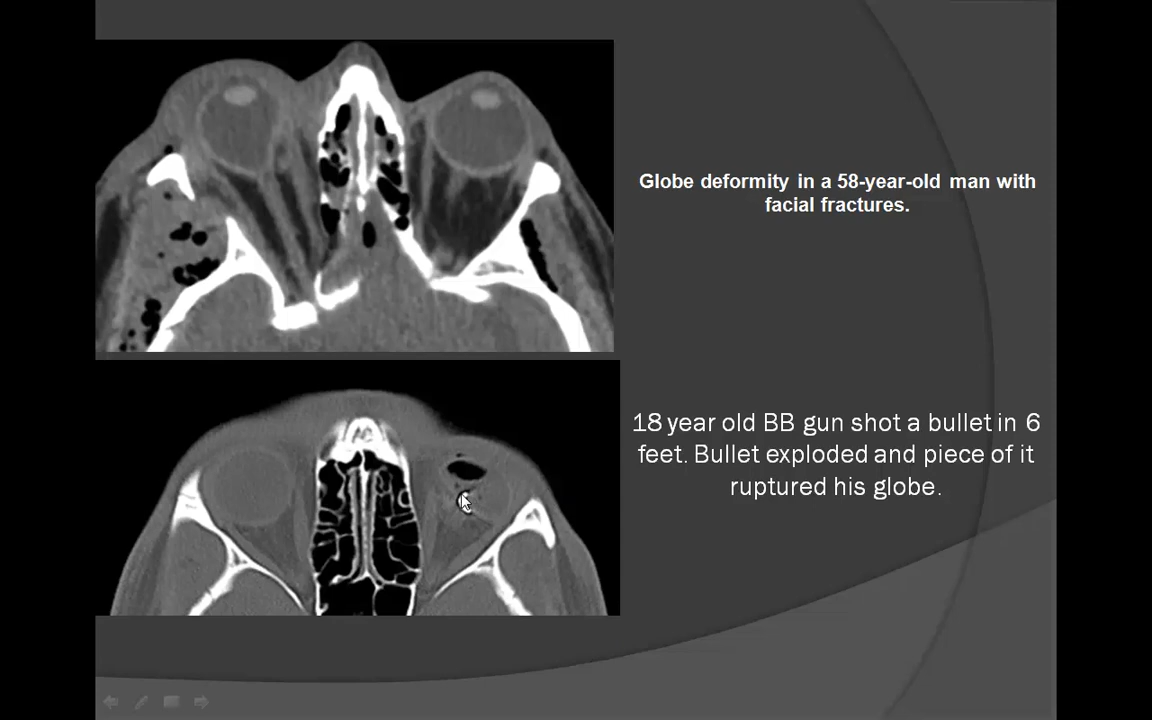 Globe deformity in a 58-year-old man with
facial fractures.
18 year old BB gun shot a bullet in 6
feet. Bullet exploded and piece of it
ruptured his globe.